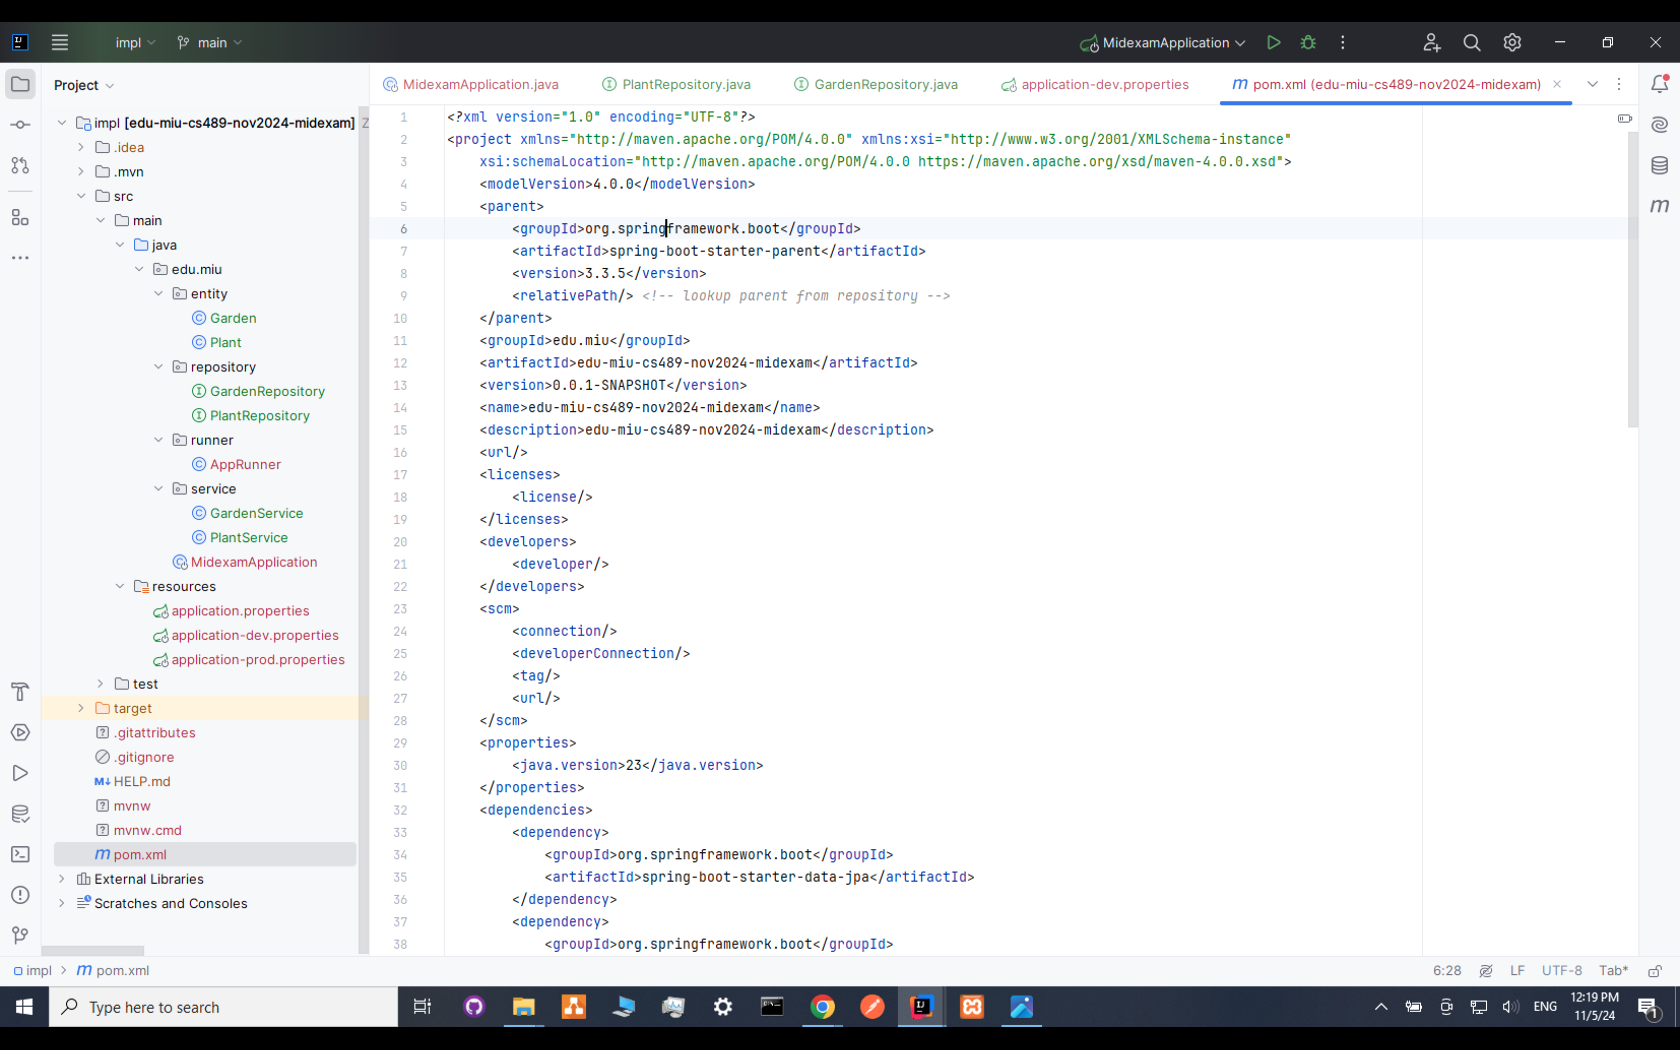 impl
main
MidexamApplication
Project
MidexamApplication.java
PlantRepository.java
GardenRepository.java
application-dev.properties
m pom.xml (edu-miu-cs489-nov2024-midexam)
impl [edu-miu-cs489-nov2024-midexam] Z
.idea
.mvn
src
main
java
edu.miu
entity
Garden
Plant
repository
GardenRepository
PlantRepository
runner
AppRunner
service
GardenService
PlantService
MidexamApplication
resources
application.properties
application-dev.properties
application-prod.properties
test
target
.gitattributes
.gitignore
M↓ HELP.md
mvnw
mvnw.cmd
m pom.xml
External Libraries
Scratches and Consoles
1 <?xml version="1.0" encoding="UTF-8"?>
2 <project xmlns="http://maven.apache.org/POM/4.0.0" xmlns:xsi="http://www.w3.org/2001/XMLSchema-instance"
3 xsi:schemaLocation="http://maven.apache.org/POM/4.0.0 https://maven.apache.org/xsd/maven-4.0.0.xsd">
4 <modelVersion>4.0.0</modelVersion>
5 <parent>
6 <groupId>org.springframework.boot</groupId>
7 <artifactId>spring-boot-starter-parent</artifactId>
8 <version>3.3.5</version>
9 <relativePath/> <!-- lookup parent from repository -->
10 </parent>
11 <groupId>edu.miu</groupId>
12 <artifactId>edu-miu-cs489-nov2024-midexam</artifactId>
13 <version>0.0.1-SNAPSHOT</version>
14 <name>edu-miu-cs489-nov2024-midexam</name>
15 <description>edu-miu-cs489-nov2024-midexam</description>
16 <url/>
17 <licenses>
18 <license/>
19 </licenses>
20 <developers>
21 <developer/>
22 </developers>
23 <scm>
24 <connection/>
25 <developerConnection/>
26 <tag/>
27 <url/>
28 </scm>
29 <properties>
30 <java.version>23</java.version>
31 </properties>
32 <dependencies>
33 <dependency>
34 <groupId>org.springframework.boot</groupId>
35 <artifactId>spring-boot-starter-data-jpa</artifactId>
36 </dependency>
37 <dependency>
38 <groupId>org.springframework.boot</groupId>
impl > m pom.xml
6:28 LF UTF-8 Tab*
Type here to search
ENG
12:19 PM
11/5/24
1